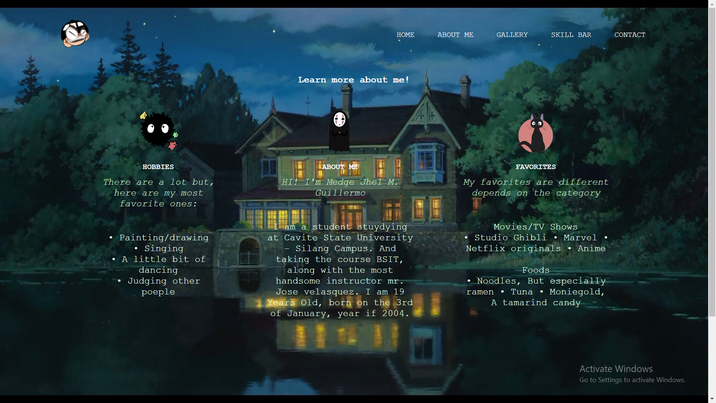 HOME ABOUT ME GALLERY SKILL BAR CONTACT
Learn more about me!
HOBBIES
There are a lot but,
here are my most
favorite ones:
• Painting/drawing
• Singing
• A little bit of
dancing
• Judging other
poeple
ABOUT ME
HI! I'm Medge Jhel M.
Guillermo
I am a student stuydying
at Cavite State University
- Silang Campus. And
taking the course BSIT,
along with the most
handsome instructor mr.
Jose velasquez. I am 19
Years Old, born on the 3rd
of January, year if 2004.
FAVORITES
My favorites are different
depends on the category
Movies/TV Shows
• Studio Ghibli • Marvel •
Netflix originals • Anime
Foods
• Noodles, But especially
ramen • Tuna • Moniegold,
A tamarind candy
Activate Windows
Go to Settings to activate Windows.